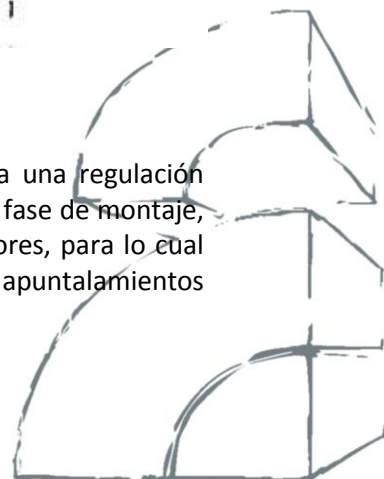 a una regulación
fase de montaje,
ores, para lo cual
apuntalamientos